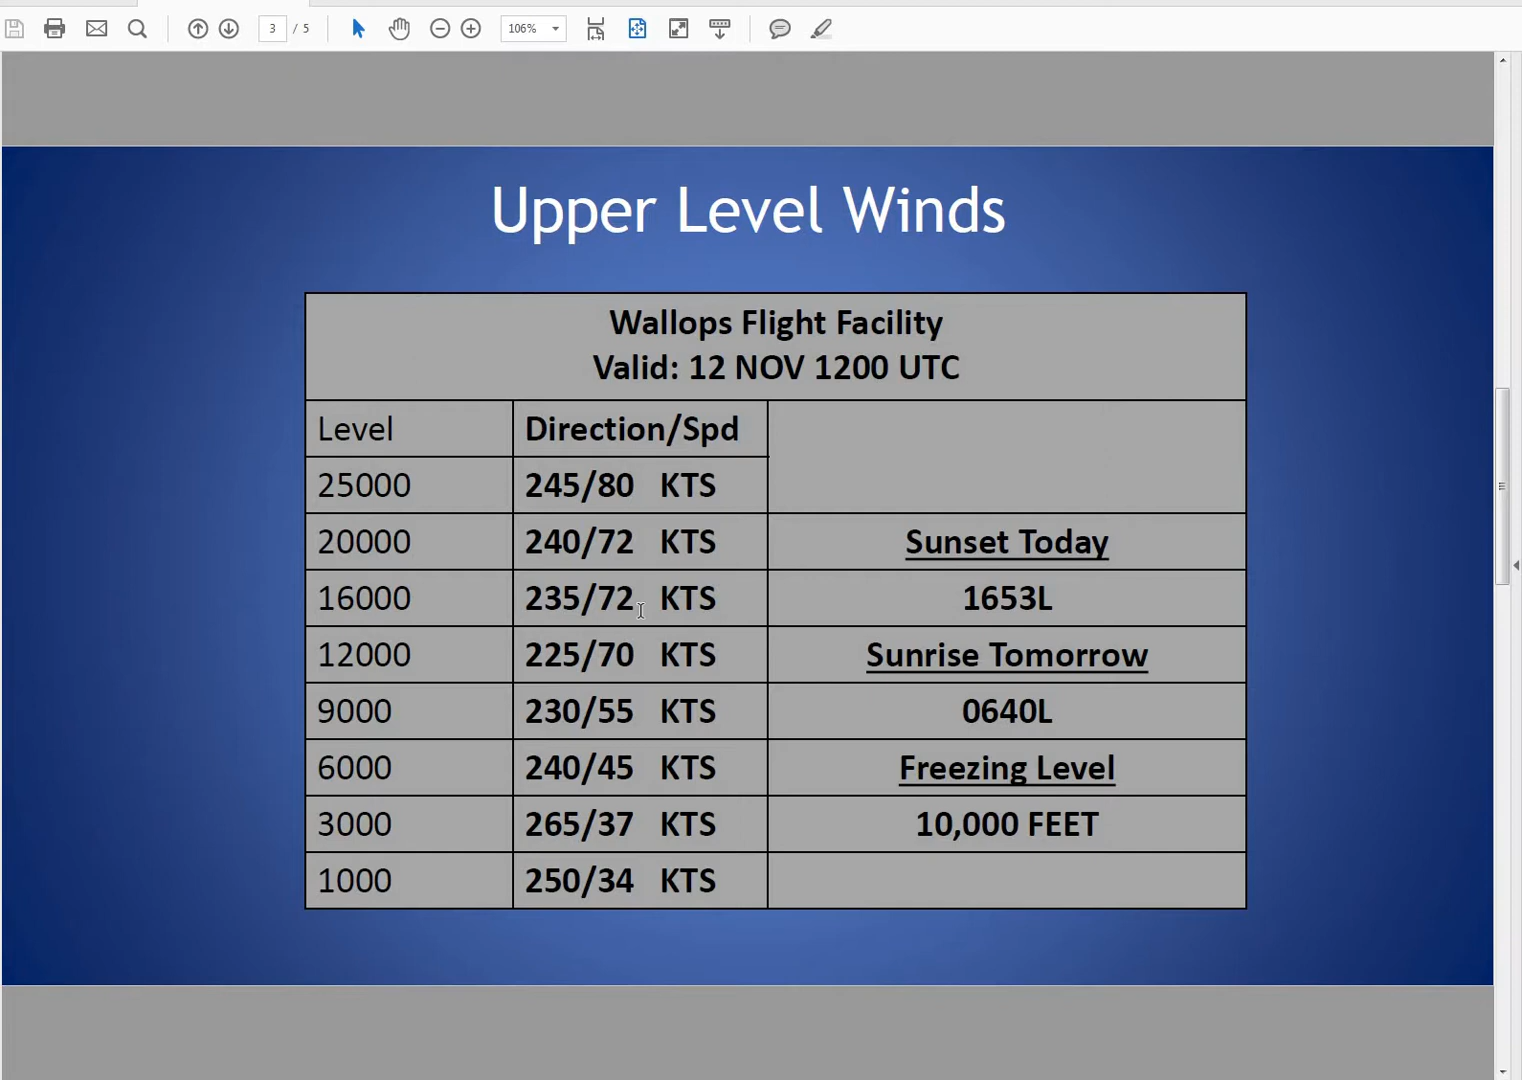 3 / 5
106%
Upper Level Winds
Wallops Flight Facility
Valid: 12 NOV 1200 UTC
Level Direction/Spd
25000 245/80 KTS
20000 240/72 KTS Sunset Today
16000 235/72 KTS 1653L
12000 225/70 KTS Sunrise Tomorrow
9000 230/55 KTS 0640L
6000 240/45 KTS Freezing Level
3000 265/37 KTS 10,000 FEET
1000 250/34 KTS